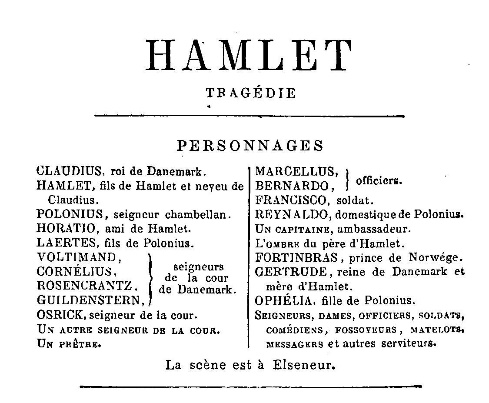 HAMLET
TRAGÉDIE
PERSONNAGES
CLAUDIUS, roi de Danemark.
HAMLET, fils de Hamlet et neveu de
Claudius.
POLONIUS, seigneur chambellan.
HORATIO, ami de Hamlet.
LAERTES, fils de Polonius.
VOLTIMAND,
CORNÉLIUS,
ROSENCRANTZ,
GUILDENSTERN,
seigneurs
de la cour
de Danemark.
OSRICK, seigneur de la cour.
UN AUTRE SEIGNEUR DE LA COUR.
UN PRÊTRE.
MARCELLUS,
BERNARDO,
officiers.
FRANCISCO, soldat.
REYNALDO, domestique de Polonius.
UN CAPITAINE, ambassadeur.
L'OMBRE du père d'Hamlet.
FORTINBRAS, prince de Norwége.
GERTRUDE, reine de Danemark et
mère d'Hamlet.
OPHÉLIA, fille de Polonius.
SEIGNEURS, DAMES, OFFICIERS, SOLDATS,
COMÉDIENS, FOSSOYEURS, MATELOTS,
MESSAGERS et autres serviteurs.
La scène est à Elseneur.